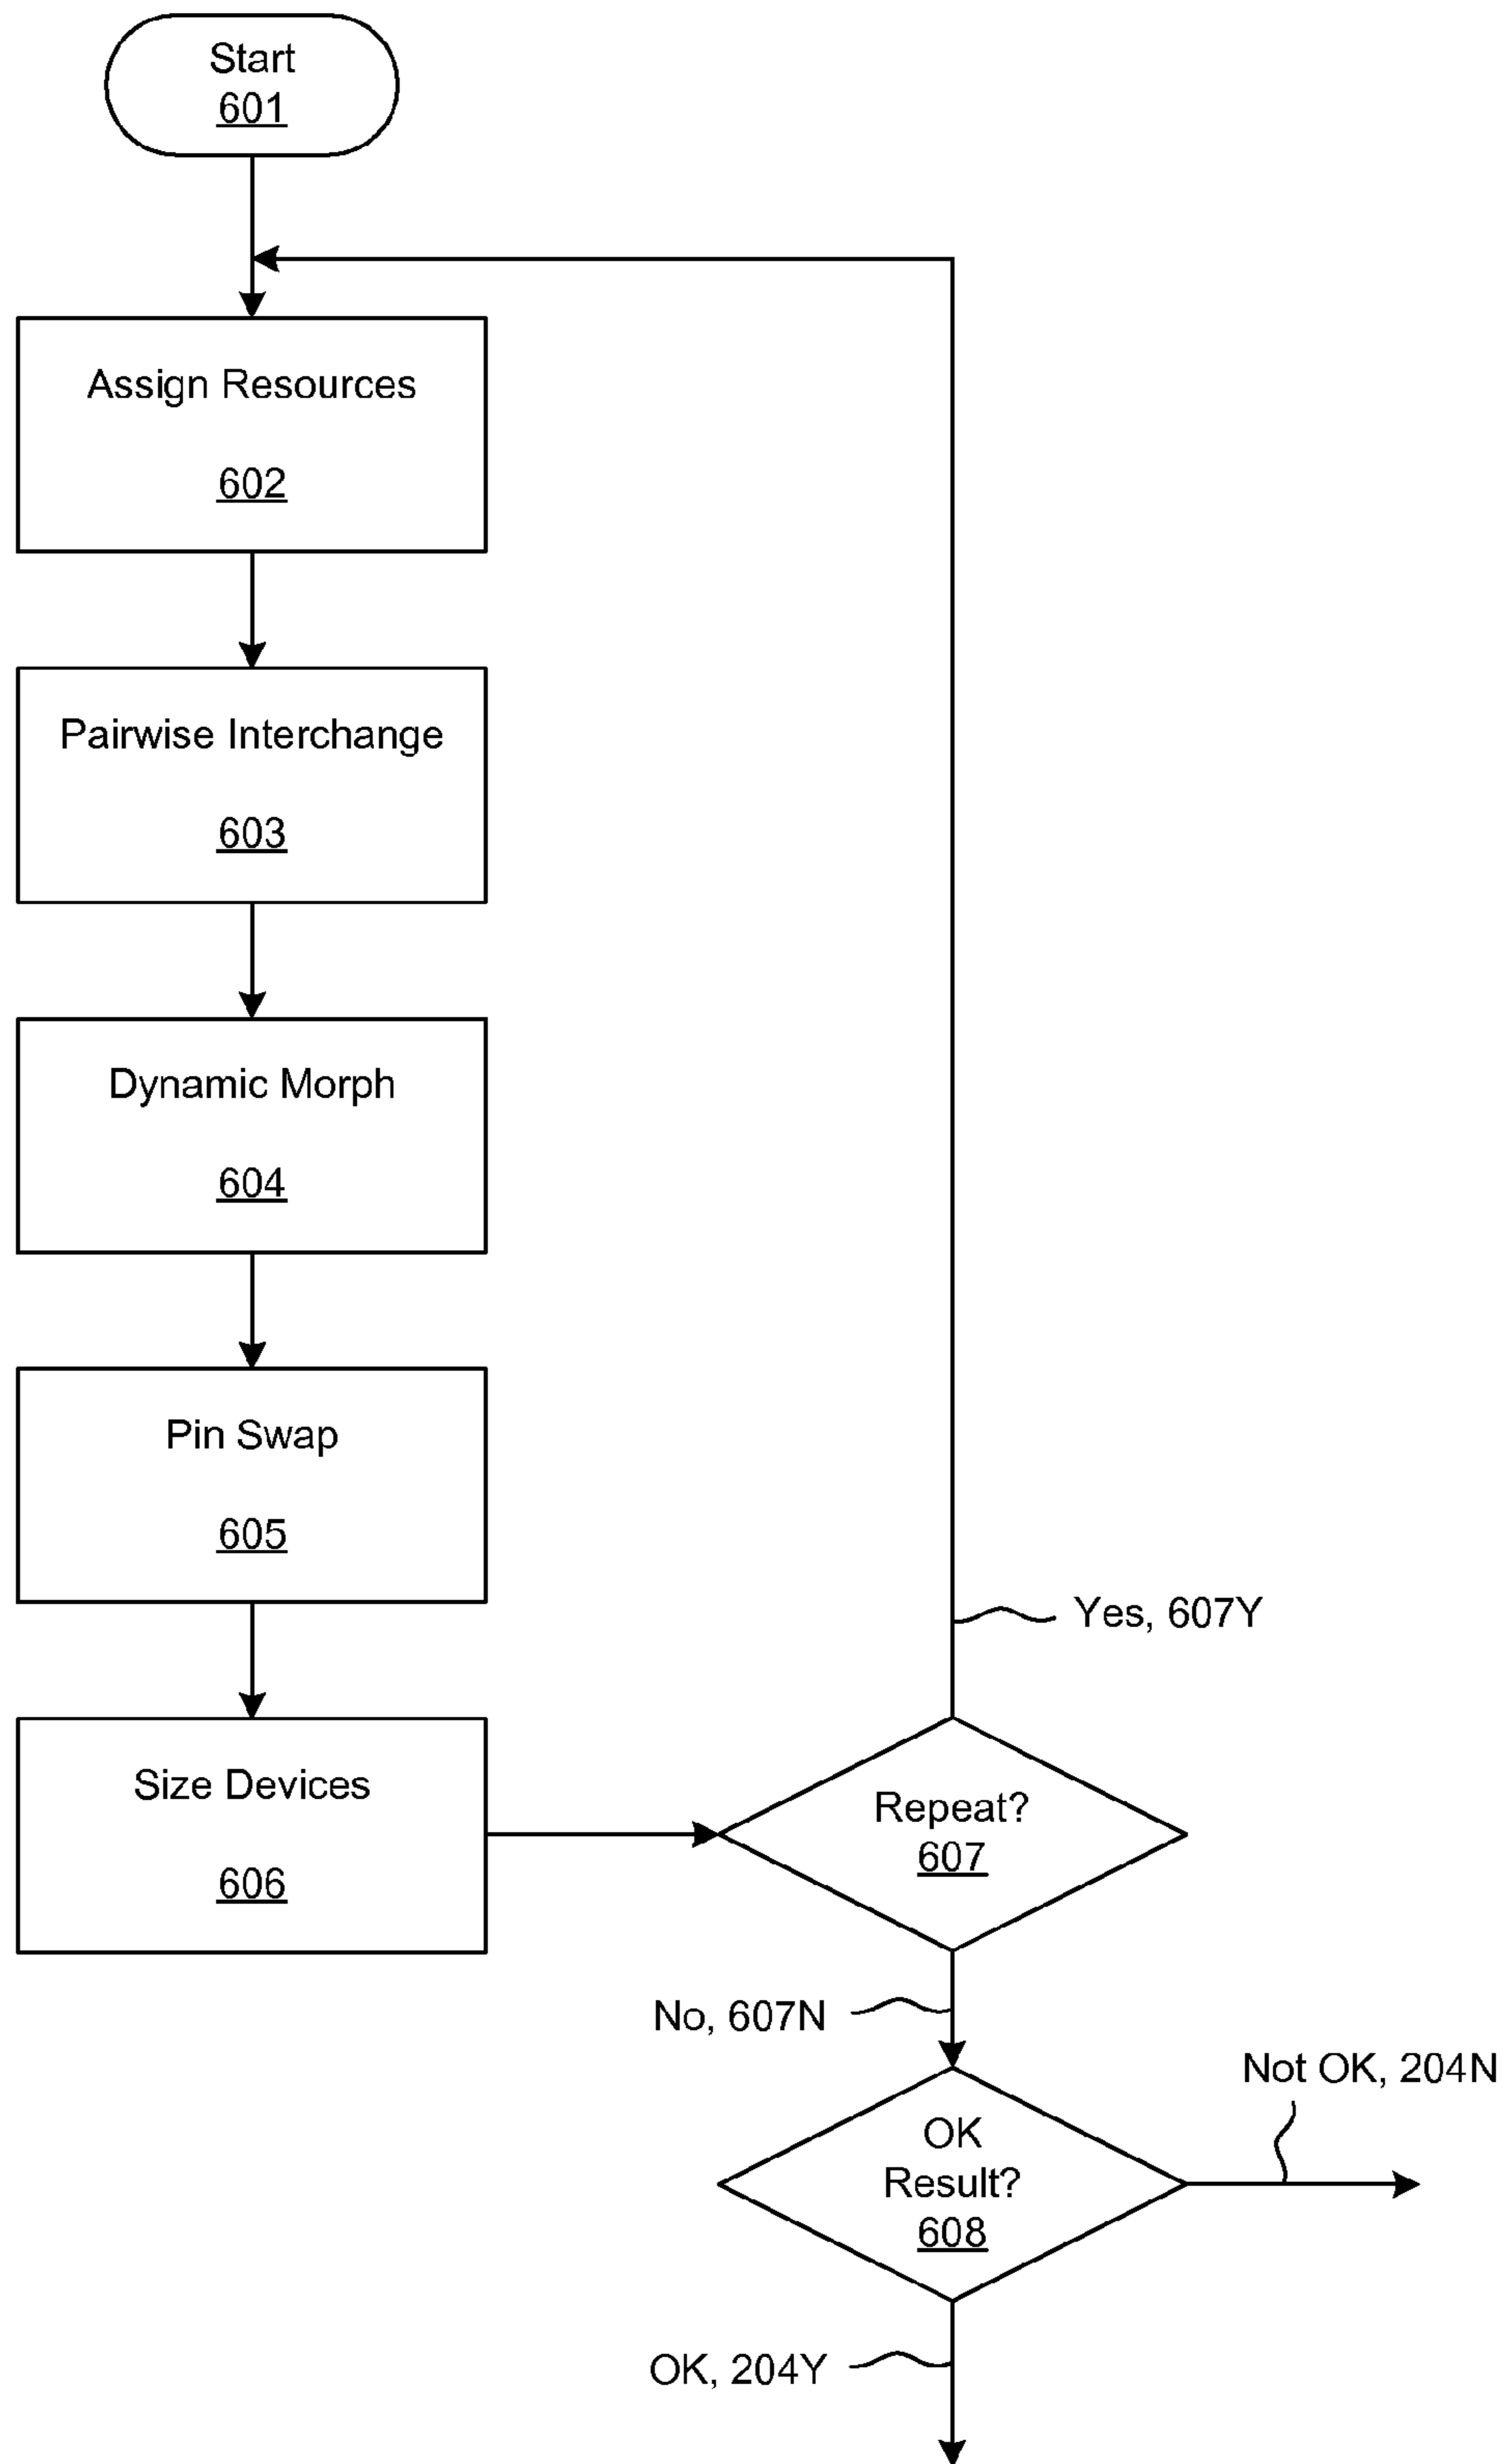 Start
601
Assign Resources
602
Pairwise Interchange
603
Dynamic Morph
604
Pin Swap
605
Yes, 607Y
Size Devices
606
Repeat?
607
No, 607N
Not OK, 204N
OK
Result?
608
OK, 204Y